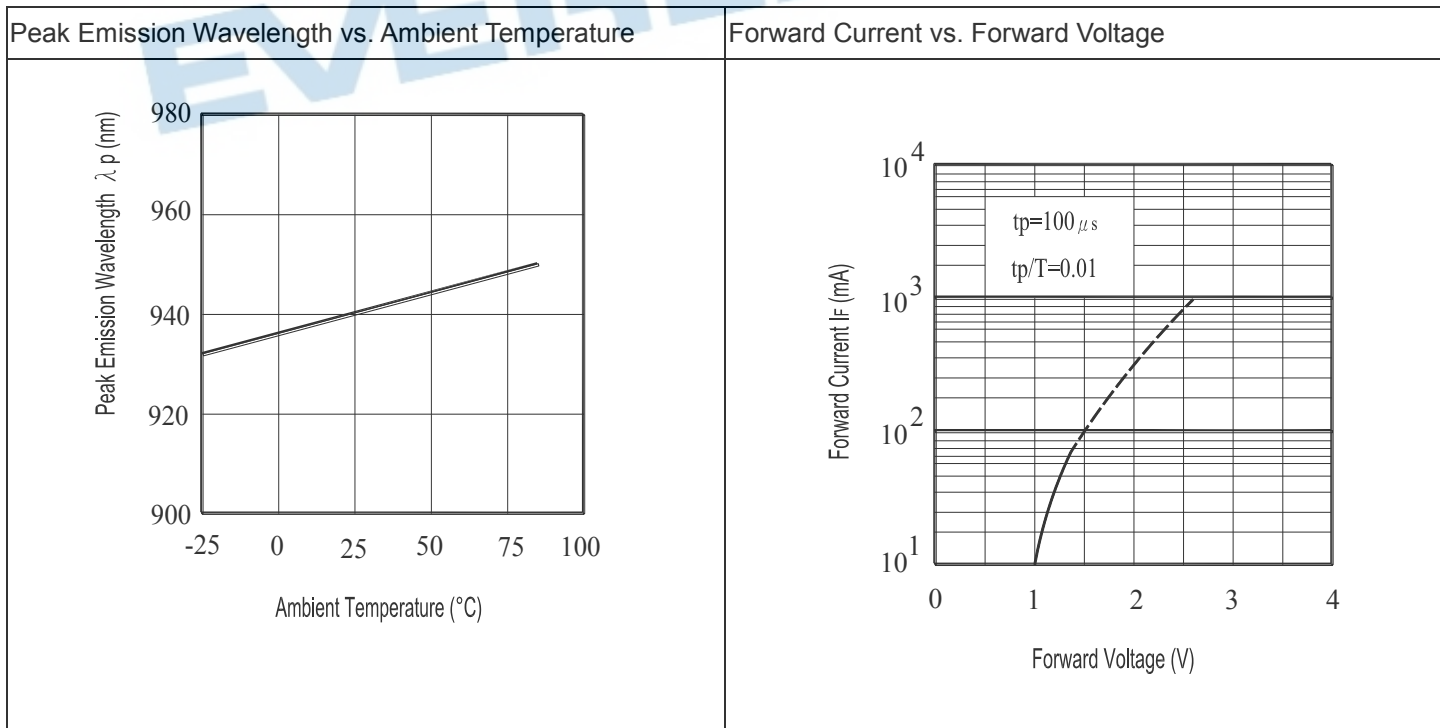 Peak Emission Wavelength vs. Ambient Temperature
980
960
940
920
900
-25 0 25 50 75 100
Peak Emission Wavelength λ p (nm)
Ambient Temperature (°C)
Forward Current vs. Forward Voltage
10^4
10^3
10^2
10^1
0 1 2 3 4
tp=100 μs
tp/T=0.01
Forward Current IF (mA)
Forward Voltage (V)